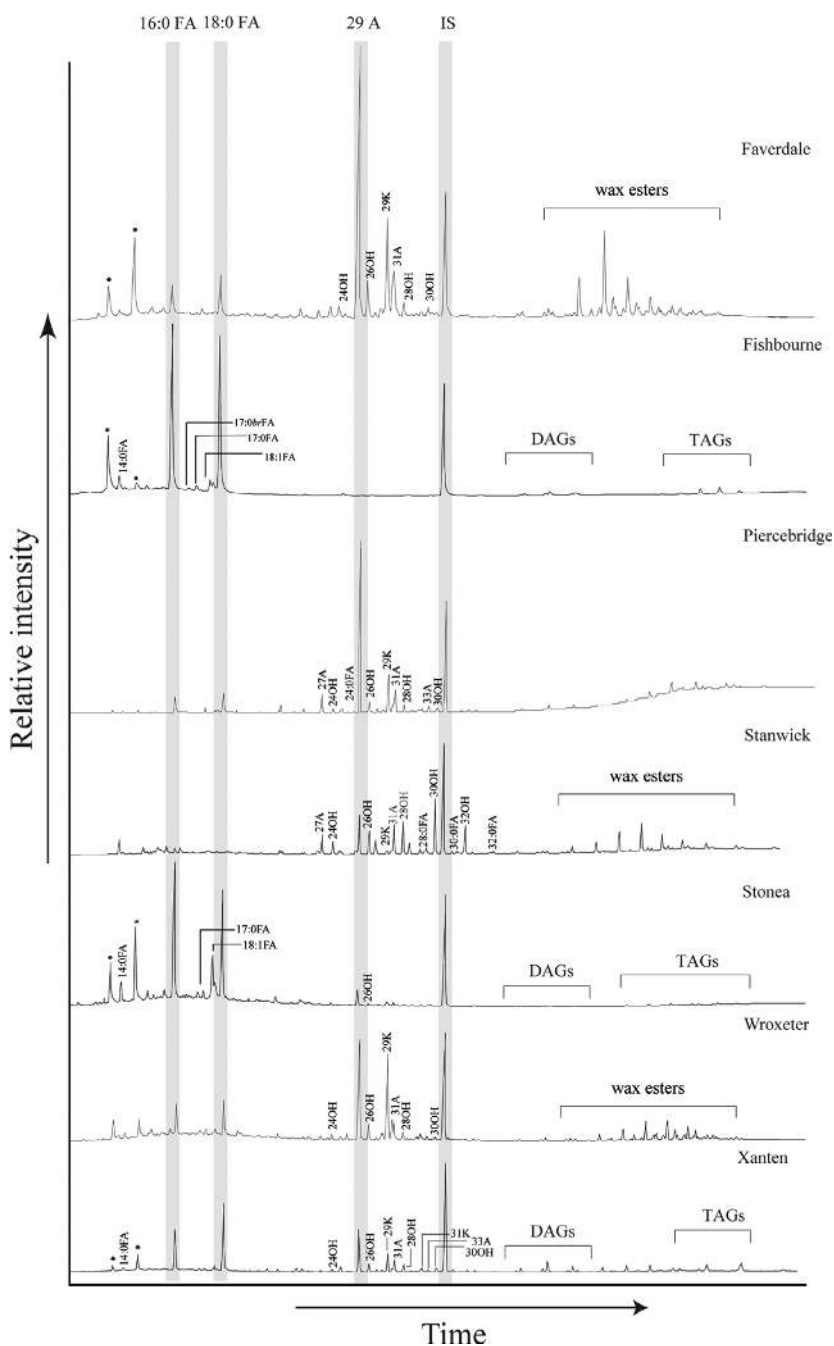 16:0 FA 18:0 FA 29 A IS
Faverdale
wax esters
*
*
24OH
26OH
29K
31A
28OH
30OH
Fishbourne
*
14:0FA
*
17:0brFA
17:0FA
18:1FA
DAGs
TAGs
Piercebridge
27A
24OH
24:0FA
26OH
29K
31A
28OH
33A
30OH
Stanwick
wax esters
27A
24OH
26OH
29K
31A
28OH
28:0FA
30OH
30:0FA
32OH
32:0FA
Stonea
*
14:0FA
*
17:0FA
18:1FA
26OH
DAGs
TAGs
Wroxeter
24OH
26OH
29K
31A
28OH
30OH
wax esters
Xanten
*
14:0FA
*
24OH
26OH
29K
31A
28OH
31K
33A
30OH
DAGs
TAGs
Relative intensity
Time